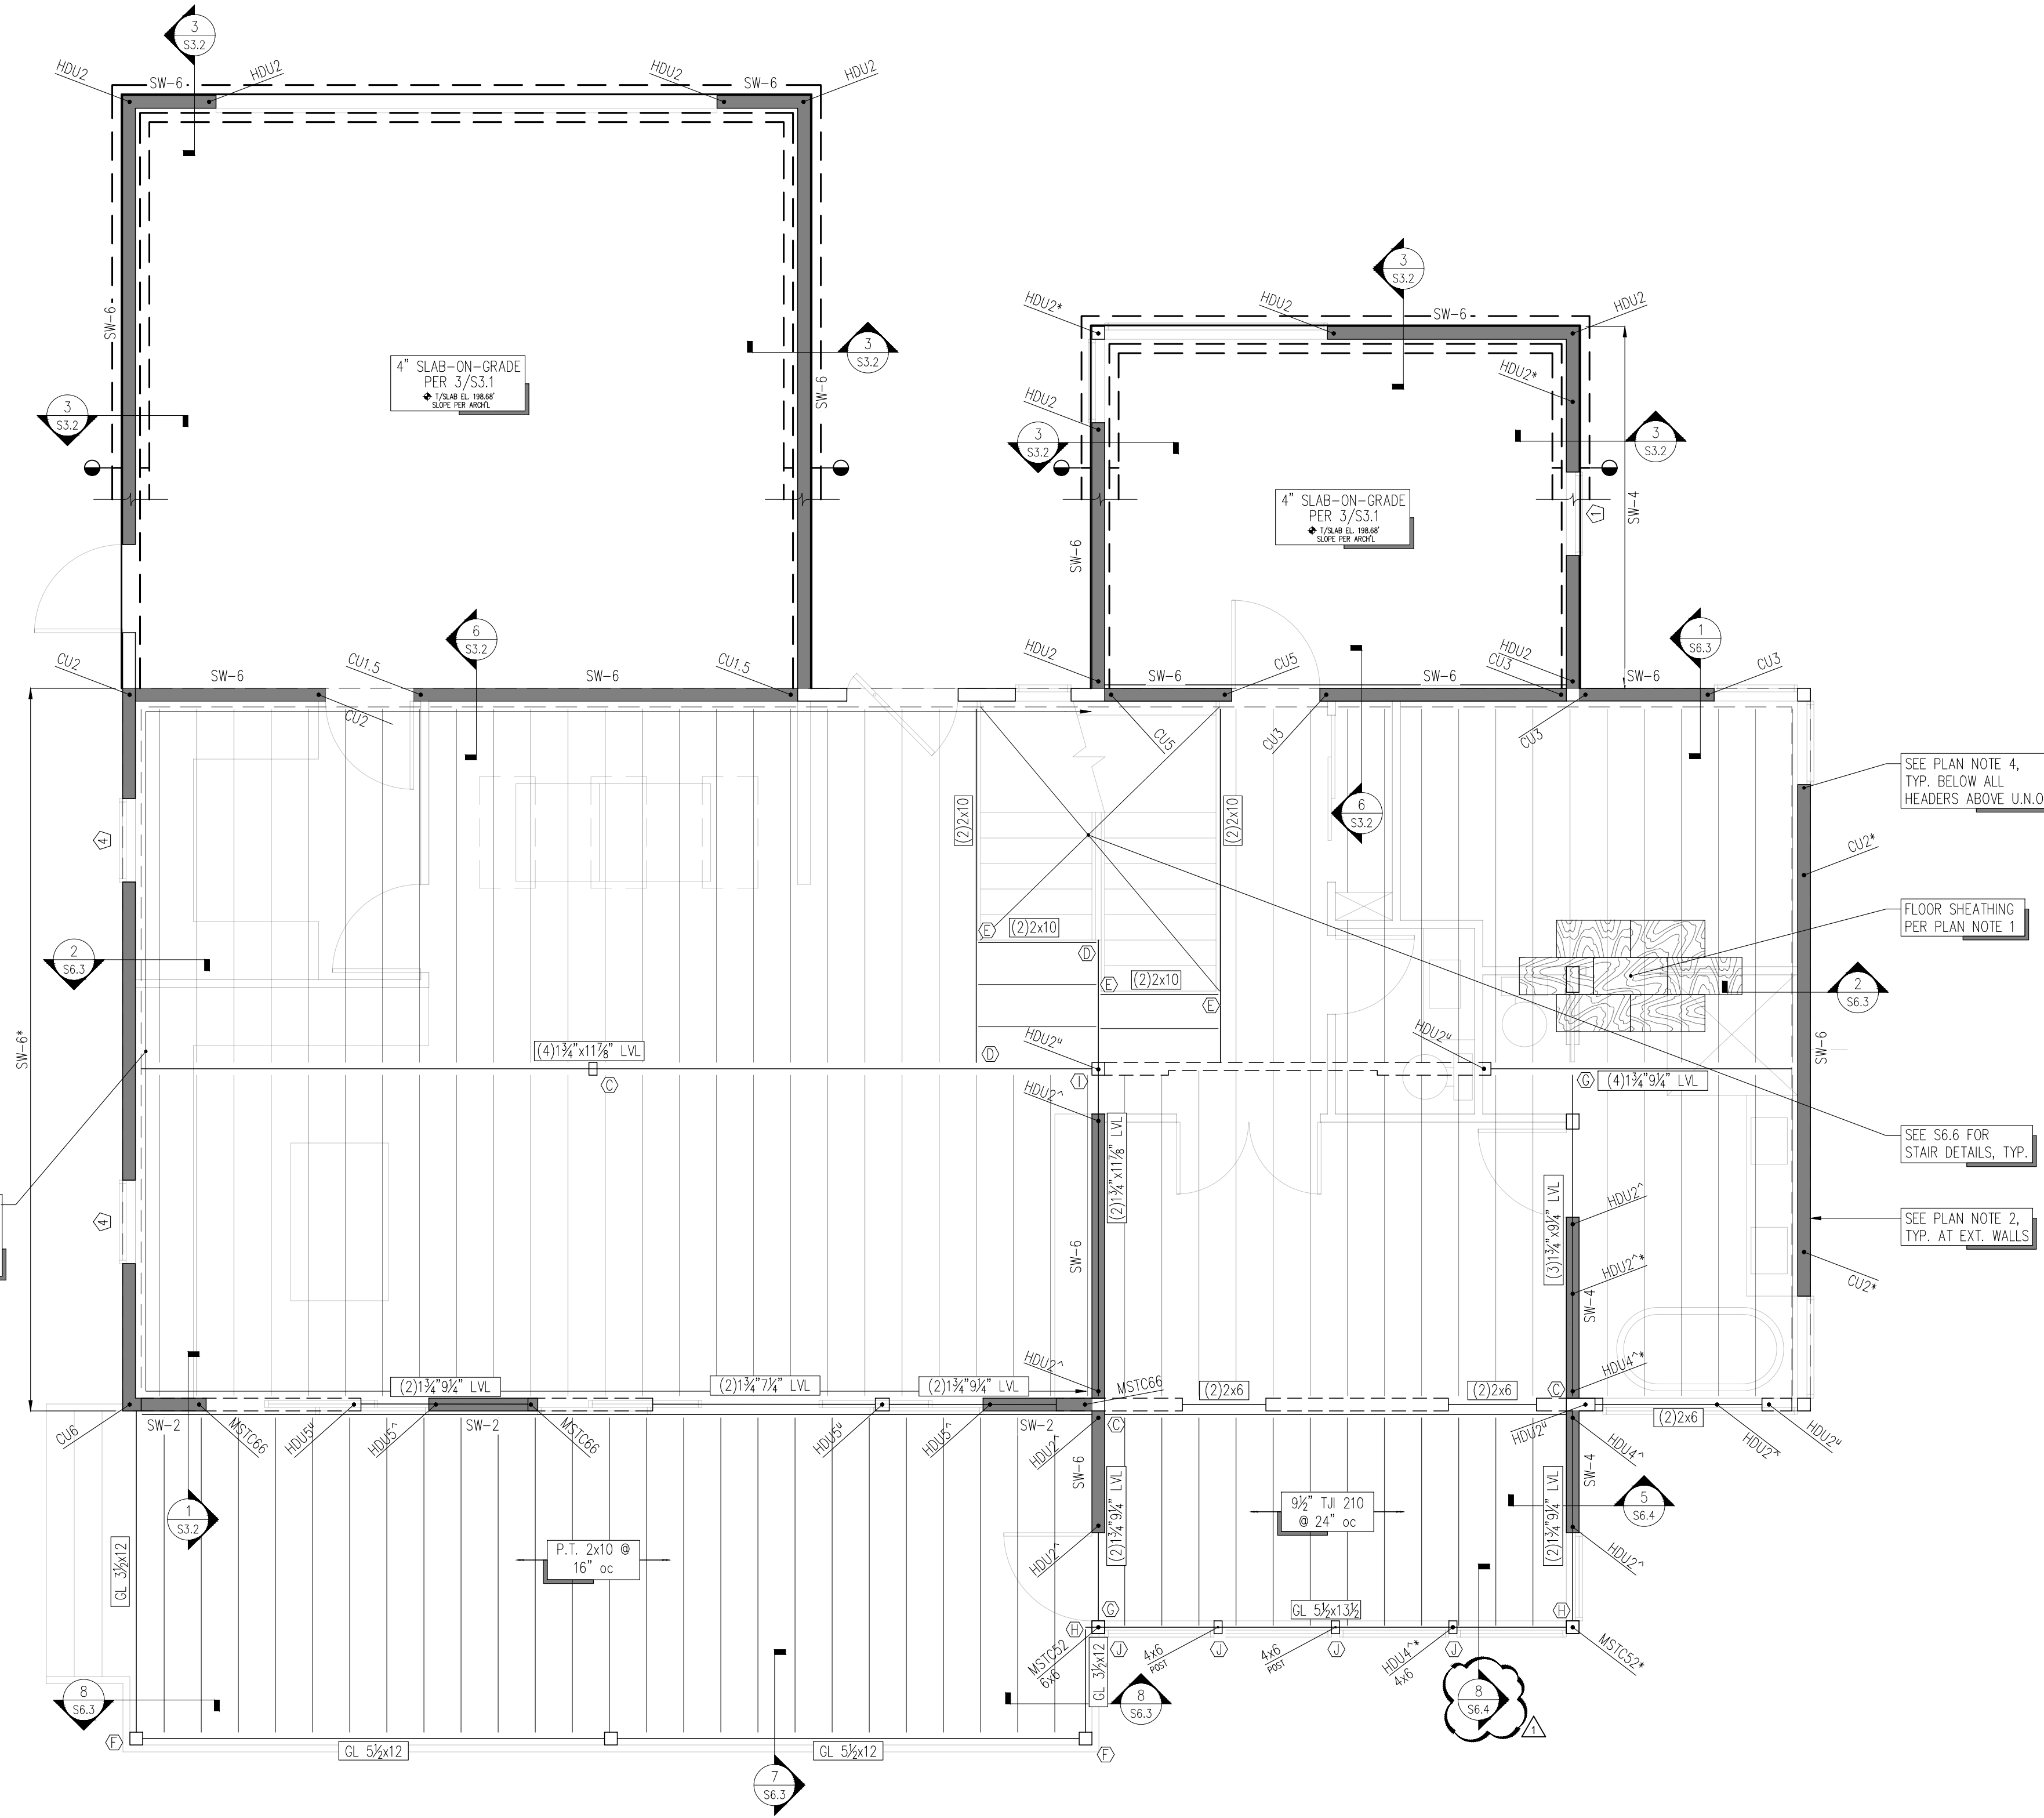 3
S3.2
HDU2
SW-6
HDU2
HDU2
SW-6
HDU2
SW-6
4" SLAB-ON-GRADE
PER 3/S3.1
T/SLAB EL. 198.68'
SLOPE PER ARCH'L
3
S3.2
SW-6
3
S3.2
3
S3.2
HDU2*
HDU2
SW-6
HDU2
HDU2
HDU2*
3
S3.2
3
S3.2
4" SLAB-ON-GRADE
PER 3/S3.1
T/SLAB EL. 198.68'
SLOPE PER ARCH'L
1
SW-4
SW-6
6
S3.2
1
S6.3
CU2
SW-6
CU1.5
SW-6
CU1.5
HDU2
SW-6
CU5
CU3
HDU2
SW-6
SW-6
CU3
CU2
CU5
CU3
CU3
SEE PLAN NOTE 4,
TYP. BELOW ALL
HEADERS ABOVE U.N.O
4
(2)2x10
(2)2x10
6
S3.2
CU2*
FLOOR SHEATHING
PER PLAN NOTE 1
E
(2)2x10
D
2
S6.3
E
(2)2x10
E
2
S6.3
SW-6*
(4)1¾"x11⅞" LVL
C
D
HDU2ᵘ
I
HDU2ᵘ
G
(4)1¾"9¼" LVL
SW-6
HDU2^
(2)1¾"x11⅞" LVL
SEE S6.6 FOR
STAIR DETAILS, TYP.
4
SW-6
(3)1¾"x9¼" LVL
HDU2^
HDU2^*
SW-4
SEE PLAN NOTE 2,
TYP. AT EXT. WALLS
CU2*
HDU2^
HDU4^*
(2)1¾"9¼" LVL
(2)1¾"7¼" LVL
(2)1¾"9¼" LVL
MSTC66
(2)2x6
(2)2x6
C
CU6
SW-2
MSTC66
HDU5ᵘ
HDU5^
SW-2
MSTC66
HDU5ᵘ
HDU5^
SW-2
HDU2^
C
HDU2ᵘ
HDU4^
(2)2x6
HDU2^
HDU2ᵘ
1
S3.2
SW-6
(2)1¾"9¼" LVL
9½" TJI 210
@ 24" oc
(2)1¾"9¼" LVL
SW-4
5
S6.4
GL 3½x12
P.T. 2x10 @
16" oc
HDU2^
HDU2^
G
GL 5½x13½
H
H
MSTC52
6x6
GL 3½x12
J
4x6
POST
J
4x6
POST
J
HDU4^*
4x6
MSTC52*
8
S6.3
8
S6.3
8
S6.4
1
F
GL 5½x12
GL 5½x12
F
7
S6.3